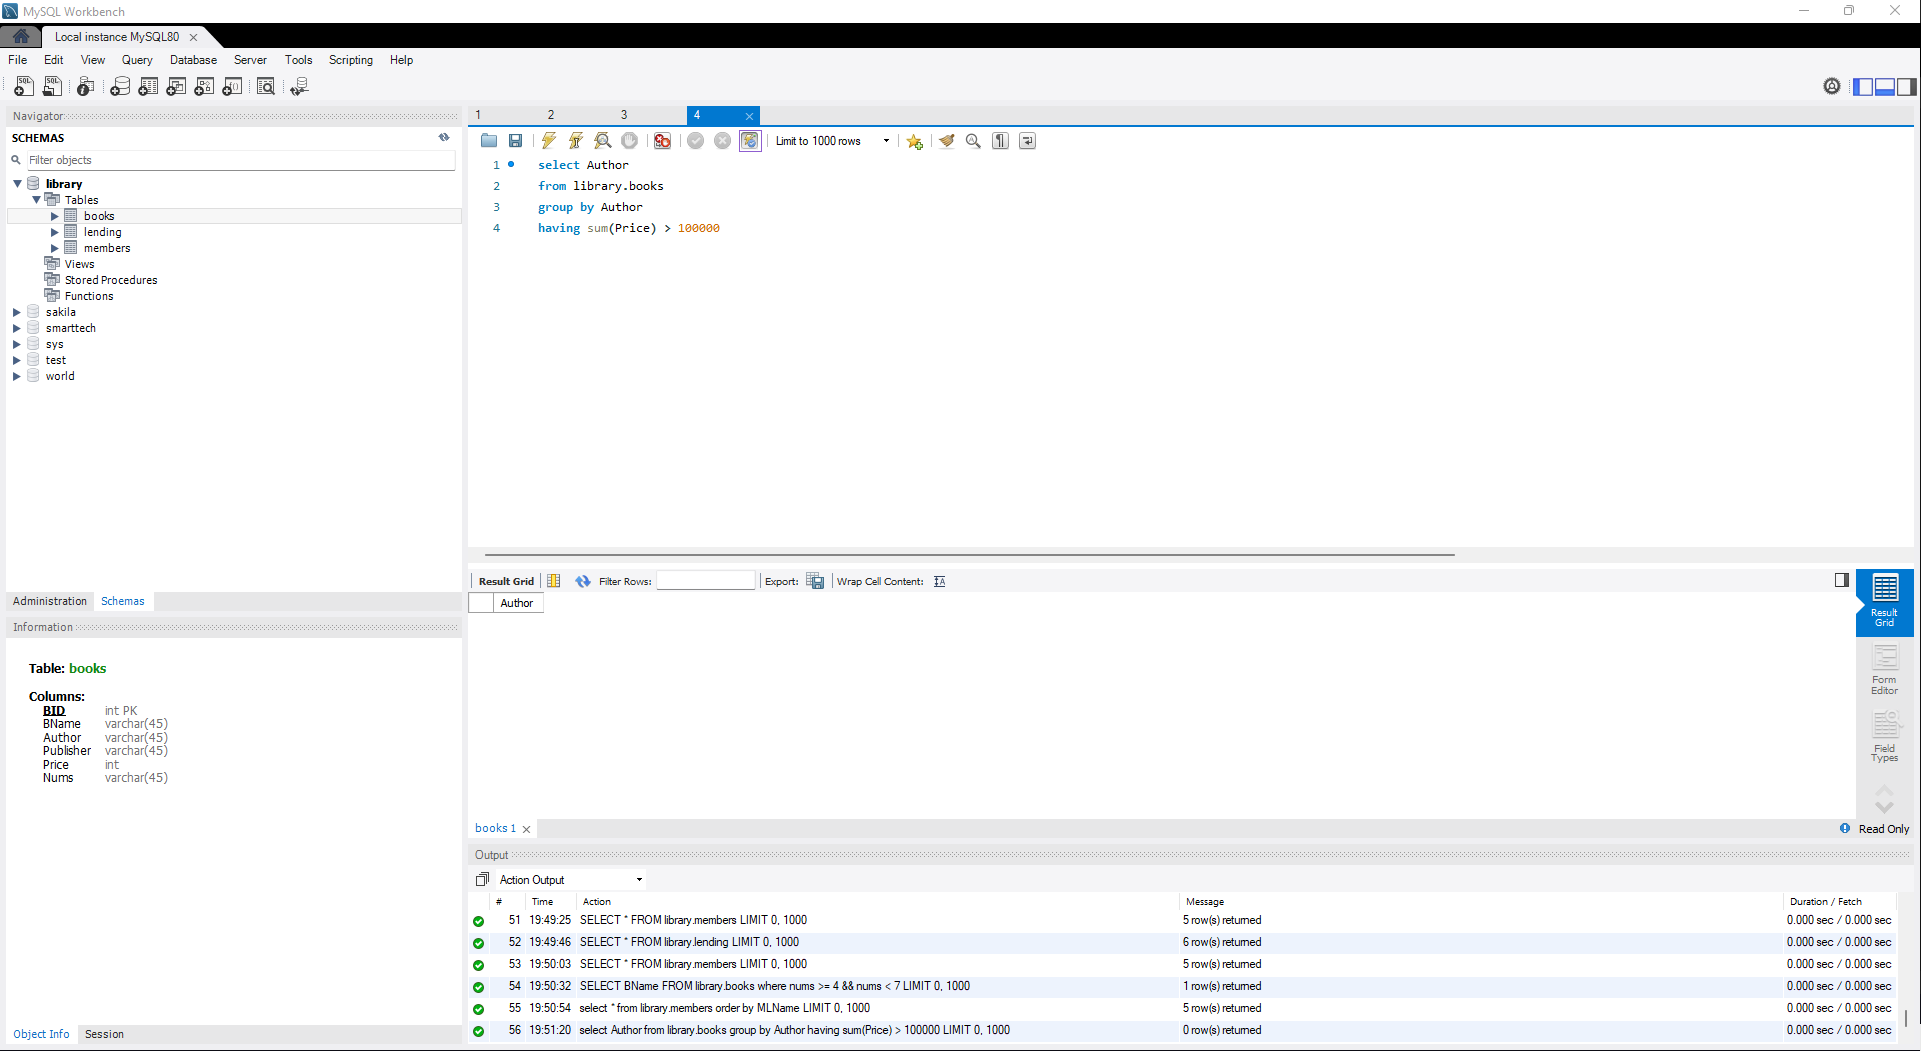 MySQL Workbench
Local instance MySQL80
File Edit View Query Database Server Tools Scripting Help
Navigator
SCHEMAS
Filter objects
library
Tables
books
lending
members
Views
Stored Procedures
Functions
sakila
smarttech
sys
test
world
Administration Schemas
Information
Table: books
Columns:
BID int PK
BName varchar(45)
Author varchar(45)
Publisher varchar(45)
Price int
Nums varchar(45)
Object Info Session
1 2 3 4
Limit to 1000 rows
1 select Author
2 from library.books
3 group by Author
4 having sum(Price) > 100000
Result Grid Filter Rows: Export: Wrap Cell Content:
Author
Result
Grid
Form
Editor
Field
Types
books 1
Read Only
Output
Action Output
# Time Action Message Duration / Fetch
51 19:49:25 SELECT * FROM library.members LIMIT 0, 1000 5 row(s) returned 0.000 sec / 0.000 sec
52 19:49:46 SELECT * FROM library.lending LIMIT 0, 1000 6 row(s) returned 0.000 sec / 0.000 sec
53 19:50:03 SELECT * FROM library.members LIMIT 0, 1000 5 row(s) returned 0.000 sec / 0.000 sec
54 19:50:32 SELECT BName FROM library.books where nums >= 4 && nums < 7 LIMIT 0, 1000 1 row(s) returned 0.000 sec / 0.000 sec
55 19:50:54 select * from library.members order by MLName LIMIT 0, 1000 5 row(s) returned 0.000 sec / 0.000 sec
56 19:51:20 select Author from library.books group by Author having sum(Price) > 100000 LIMIT 0, 1000 0 row(s) returned 0.000 sec / 0.000 sec